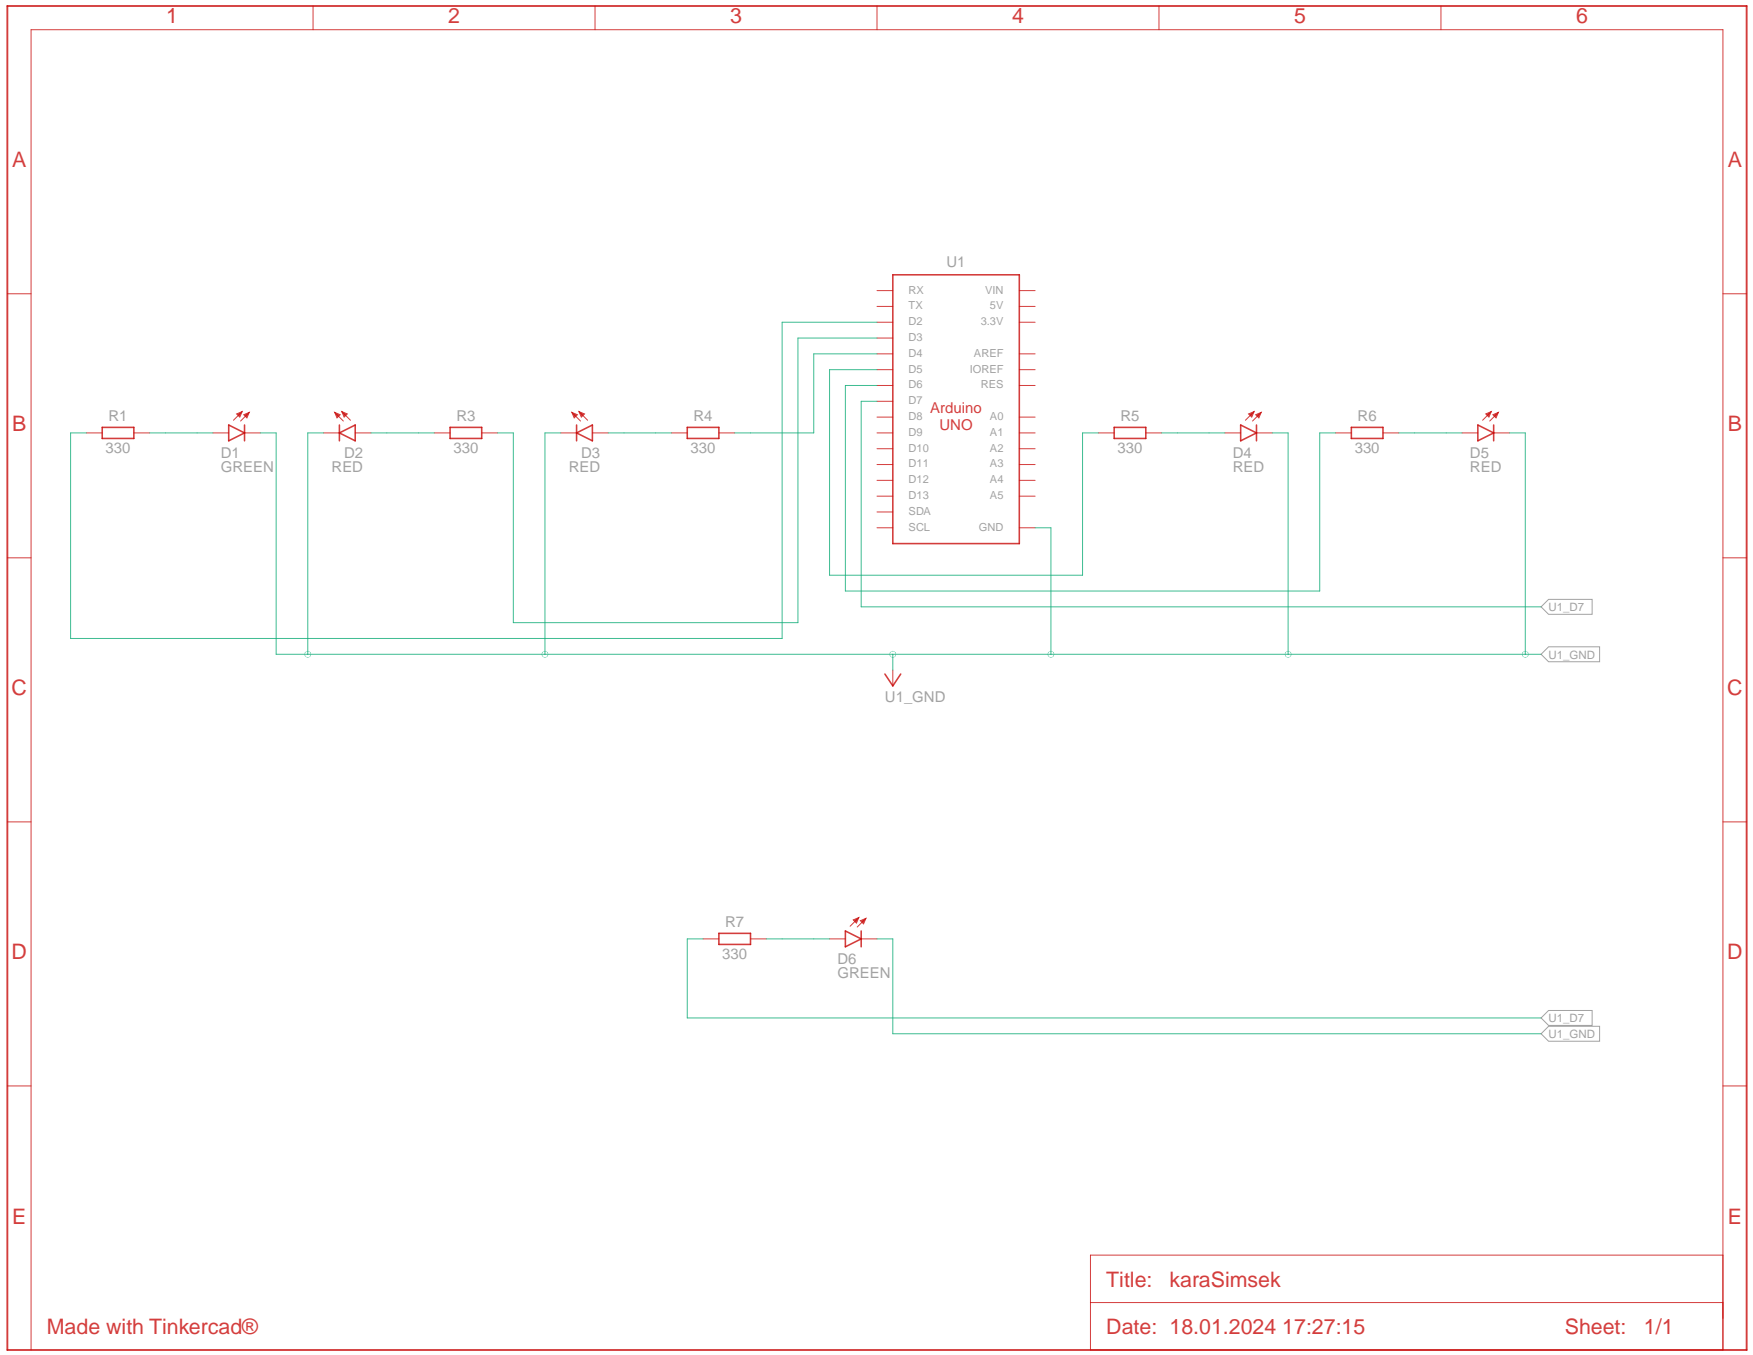 1 2 3 4 5 6
A A
U1
RX VIN
TX 5V
D2 3.3V
D3
D4 AREF
D5 IOREF
D6 RES
D7
D8 A0
D9 A1
D10 A2
D11 A3
D12 A4
D13 A5
SDA
SCL GND
Arduino
UNO
B B
R1
330
D1
GREEN
D2
RED
R3
330
D3
RED
R4
330
R5
330
D4
RED
R6
330
D5
RED
U1_D7
U1_GND
U1_GND
C C
D D
R7
330
D6
GREEN
U1_D7
U1_GND
E E
Title: karaSimsek
Date: 18.01.2024 17:27:15 Sheet: 1/1
Made with Tinkercad®